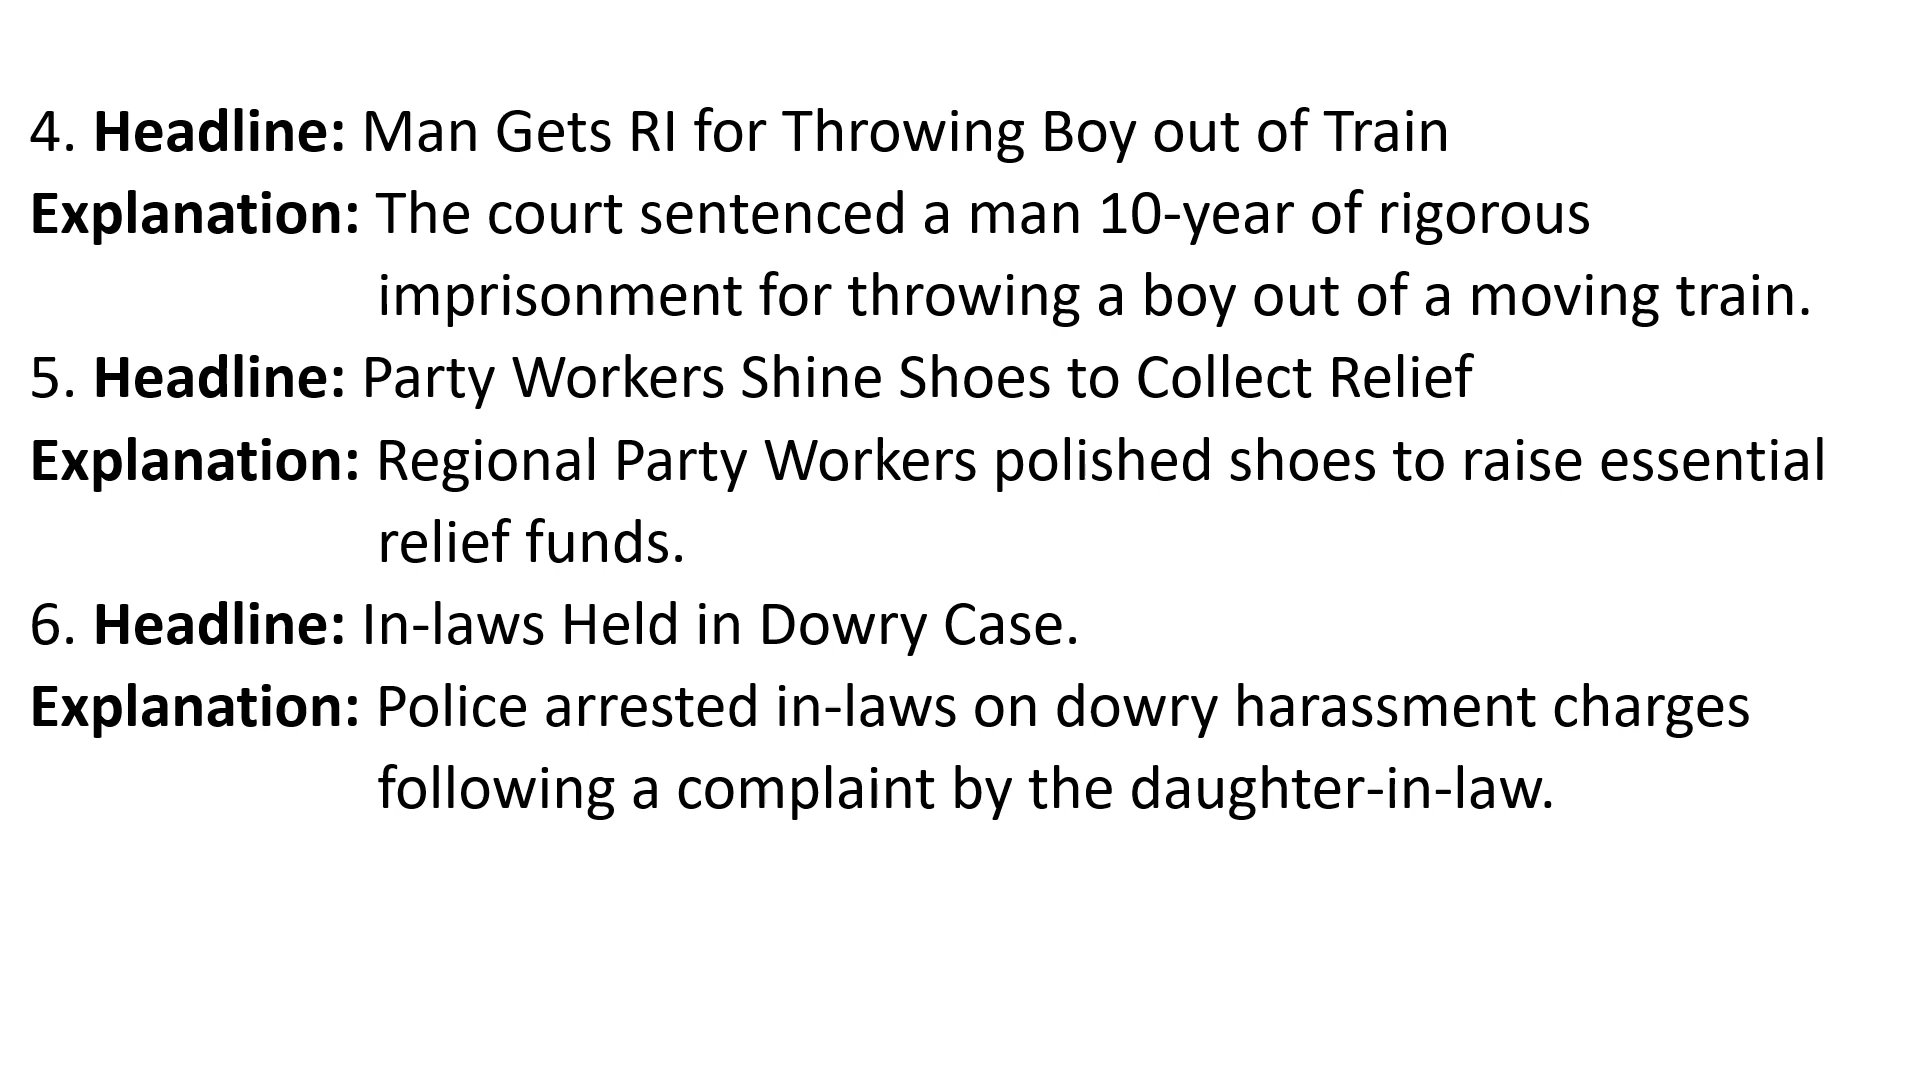 4. Headline: Man Gets RI for Throwing Boy out of Train
Explanation: The court sentenced a man 10-year of rigorous
imprisonment for throwing a boy out of a moving train.
5. Headline: Party Workers Shine Shoes to Collect Relief
Explanation: Regional Party Workers polished shoes to raise essential
relief funds.
6. Headline: In-laws Held in Dowry Case.
Explanation: Police arrested in-laws on dowry harassment charges
following a complaint by the daughter-in-law.